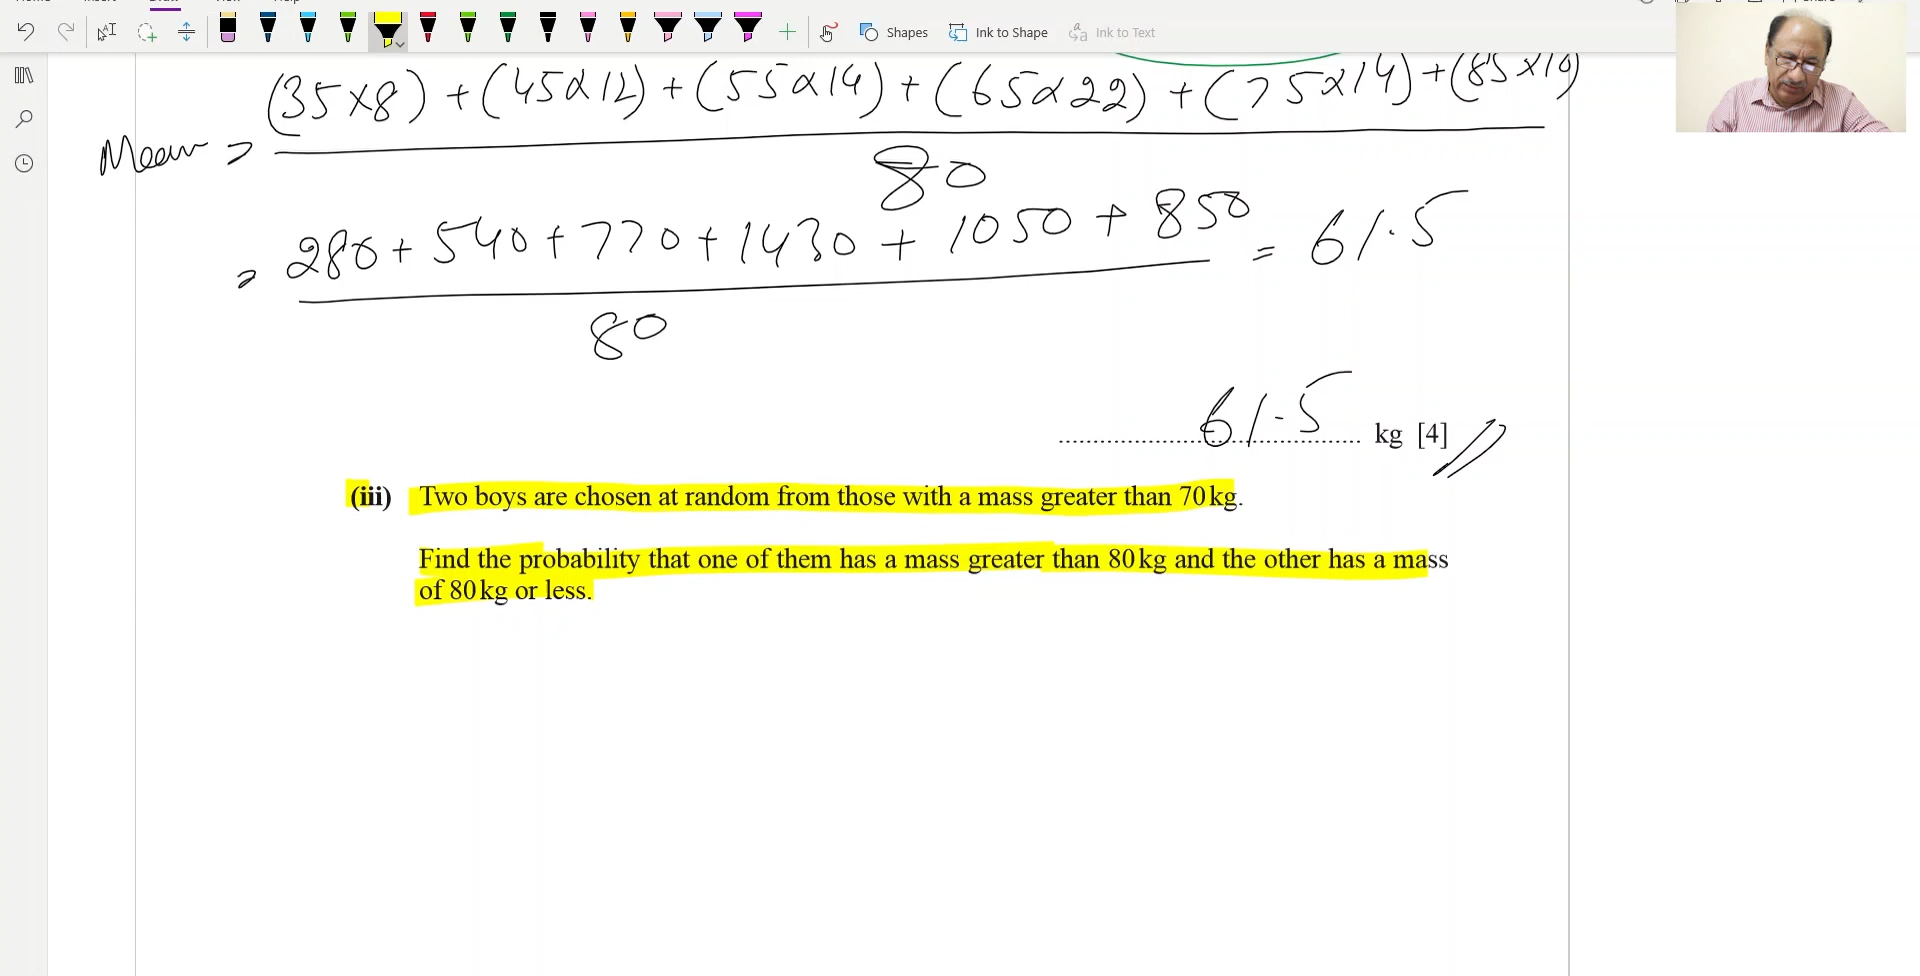 Shapes Ink to Shape Ink to Text
(35×8) + (45×12) + (55×14) + (65×22) + (75×14) + (85×10)
Mean =
80
= 280 + 540 + 770 + 1430 + 1050 + 850 = 61.5
80
61.5 kg [4]
(iii) Two boys are chosen at random from those with a mass greater than 70 kg.
Find the probability that one of them has a mass greater than 80 kg and the other has a mass
of 80 kg or less.